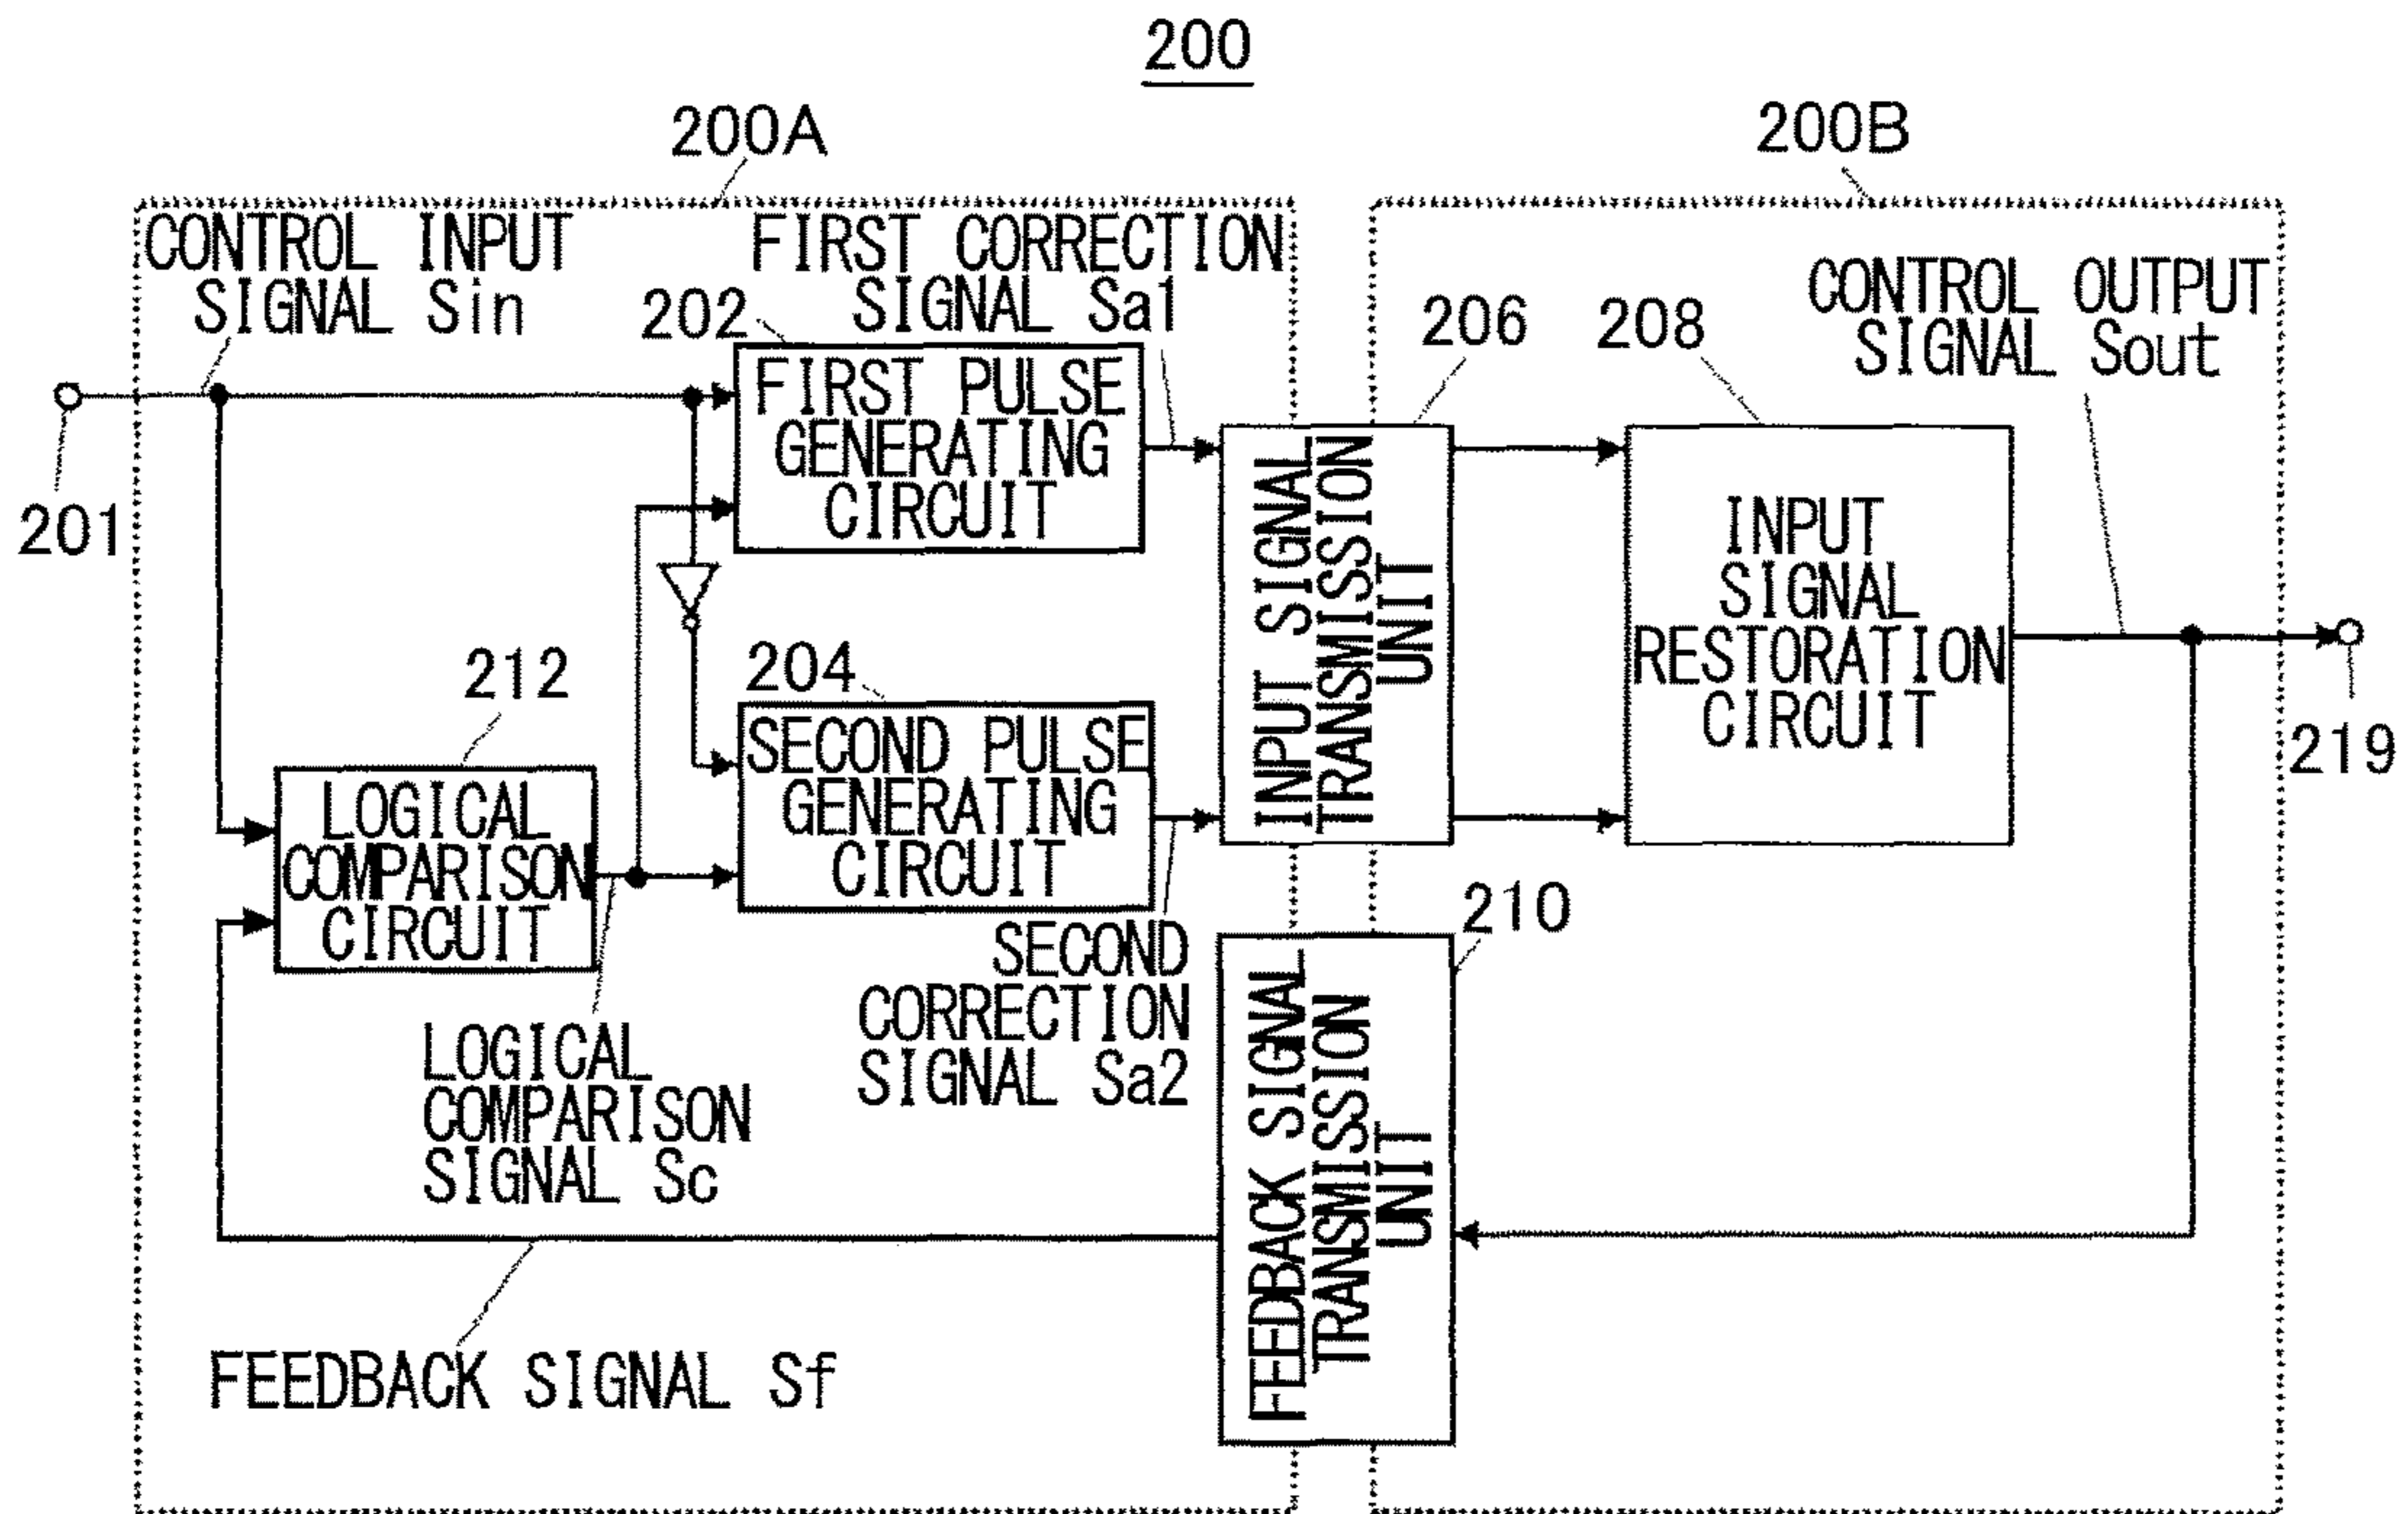 200
200A
200B
CONTROL INPUT
SIGNAL Sin
FIRST CORRECTION
SIGNAL Sa1
202
206
208
CONTROL OUTPUT
SIGNAL Sout
FIRST PULSE
GENERATING
CIRCUIT
201
INPUT SIGNAL
TRANSMISSION
UNIT
INPUT
SIGNAL
RESTORATION
CIRCUIT
219
212
204
SECOND PULSE
GENERATING
CIRCUIT
LOGICAL
COMPARISON
CIRCUIT
210
SECOND
CORRECTION
SIGNAL Sa2
LOGICAL
COMPARISON
SIGNAL Sc
FEEDBACK SIGNAL
TRANSMISSION
UNIT
FEEDBACK SIGNAL Sf